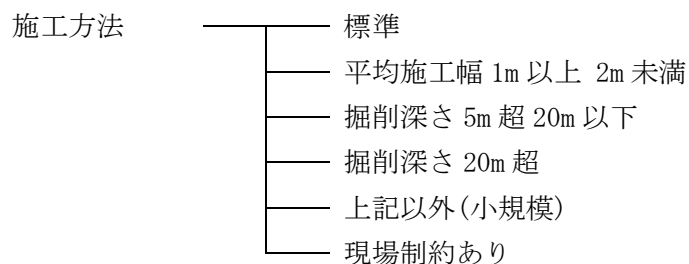 施工方法
標準
平均施工幅 1m 以上 2m 未満
掘削深さ 5m 超 20m 以下
掘削深さ 20m 超
上記以外(小規模)
現場制約あり